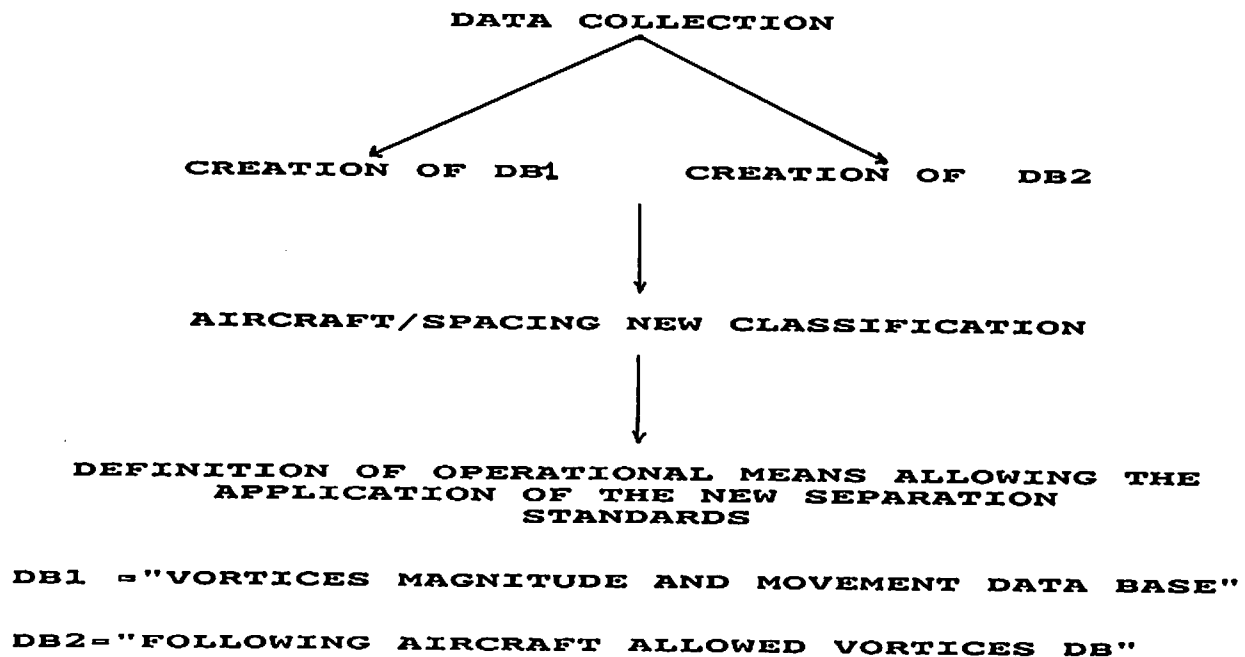 DATA COLLECTION
CREATION OF DB1 CREATION OF DB2
AIRCRAFT/SPACING NEW CLASSIFICATION
DEFINITION OF OPERATIONAL MEANS ALLOWING THE
APPLICATION OF THE NEW SEPARATION
STANDARDS
DB1 ="VORTICES MAGNITUDE AND MOVEMENT DATA BASE"
DB2="FOLLOWING AIRCRAFT ALLOWED VORTICES DB"